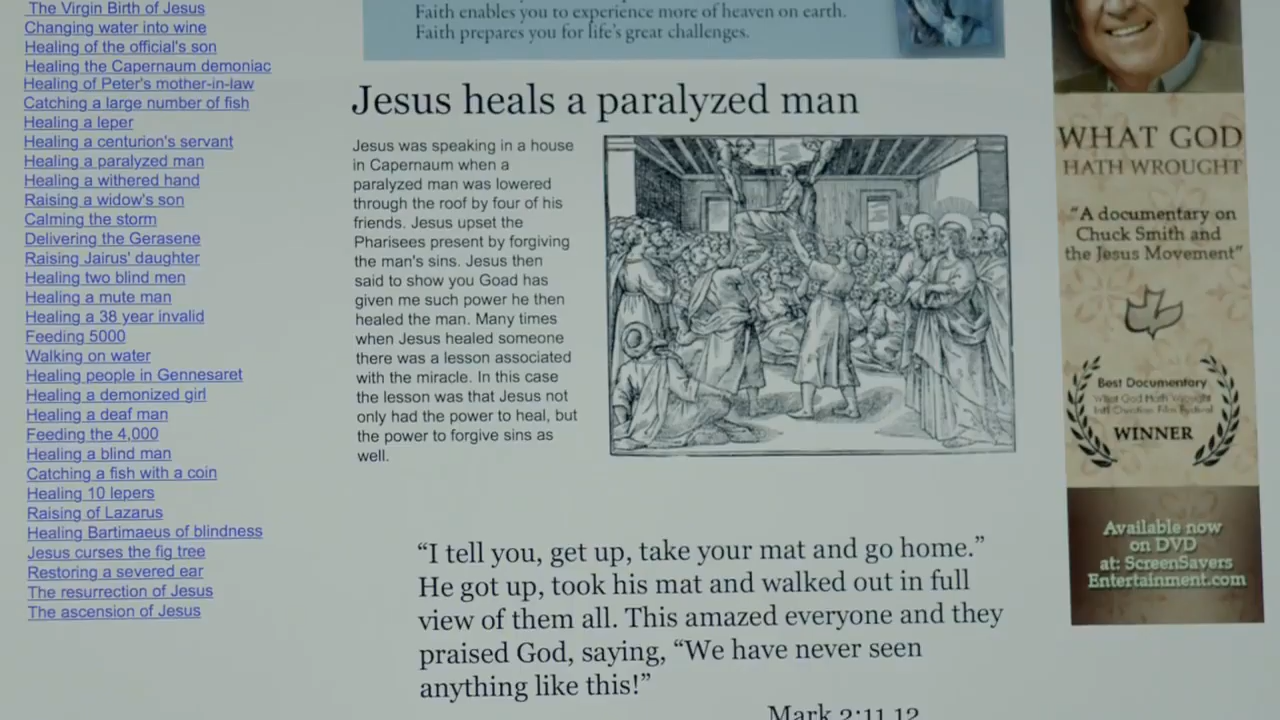 The Virgin Birth of Jesus
Changing water into wine
Healing of the official's son
Healing the Capernaum demoniac
Healing of Peter's mother-in-law
Catching a large number of fish
Healing a leper
Healing a centurion's servant
Healing a paralyzed man
Healing a withered hand
Raising a widow's son
Calming the storm
Delivering the Gerasene
Raising Jairus' daughter
Healing two blind men
Healing a mute man
Healing a 38 year invalid
Feeding 5000
Walking on water
Healing people in Gennesaret
Healing a demonized girl
Healing a deaf man
Feeding the 4,000
Healing a blind man
Catching a fish with a coin
Healing 10 lepers
Raising of Lazarus
Healing Bartimaeus of blindness
Jesus curses the fig tree
Restoring a severed ear
The resurrection of Jesus
The ascension of Jesus
Faith enables you to experience more of heaven on earth.
Faith prepares you for life's great challenges.
Jesus heals a paralyzed man
Jesus was speaking in a house
in Capernaum when a
paralyzed man was lowered
through the roof by four of his
friends. Jesus upset the
Pharisees present by forgiving
the man's sins. Jesus then
said to show you Goad has
given me such power he then
healed the man. Many times
when Jesus healed someone
there was a lesson associated
with the miracle. In this case
the lesson was that Jesus not
only had the power to heal, but
the power to forgive sins as
well.
“I tell you, get up, take your mat and go home.”
He got up, took his mat and walked out in full
view of them all. This amazed everyone and they
praised God, saying, “We have never seen
anything like this!”
Mark 2:11,12
WHAT GOD
HATH WROUGHT
“A documentary on
Chuck Smith and
the Jesus Movement”
Best Documentary
What God Hath Wrought
Int'l Christian Film Festival
WINNER
Available now
on DVD
at: ScreenSavers
Entertainment.com